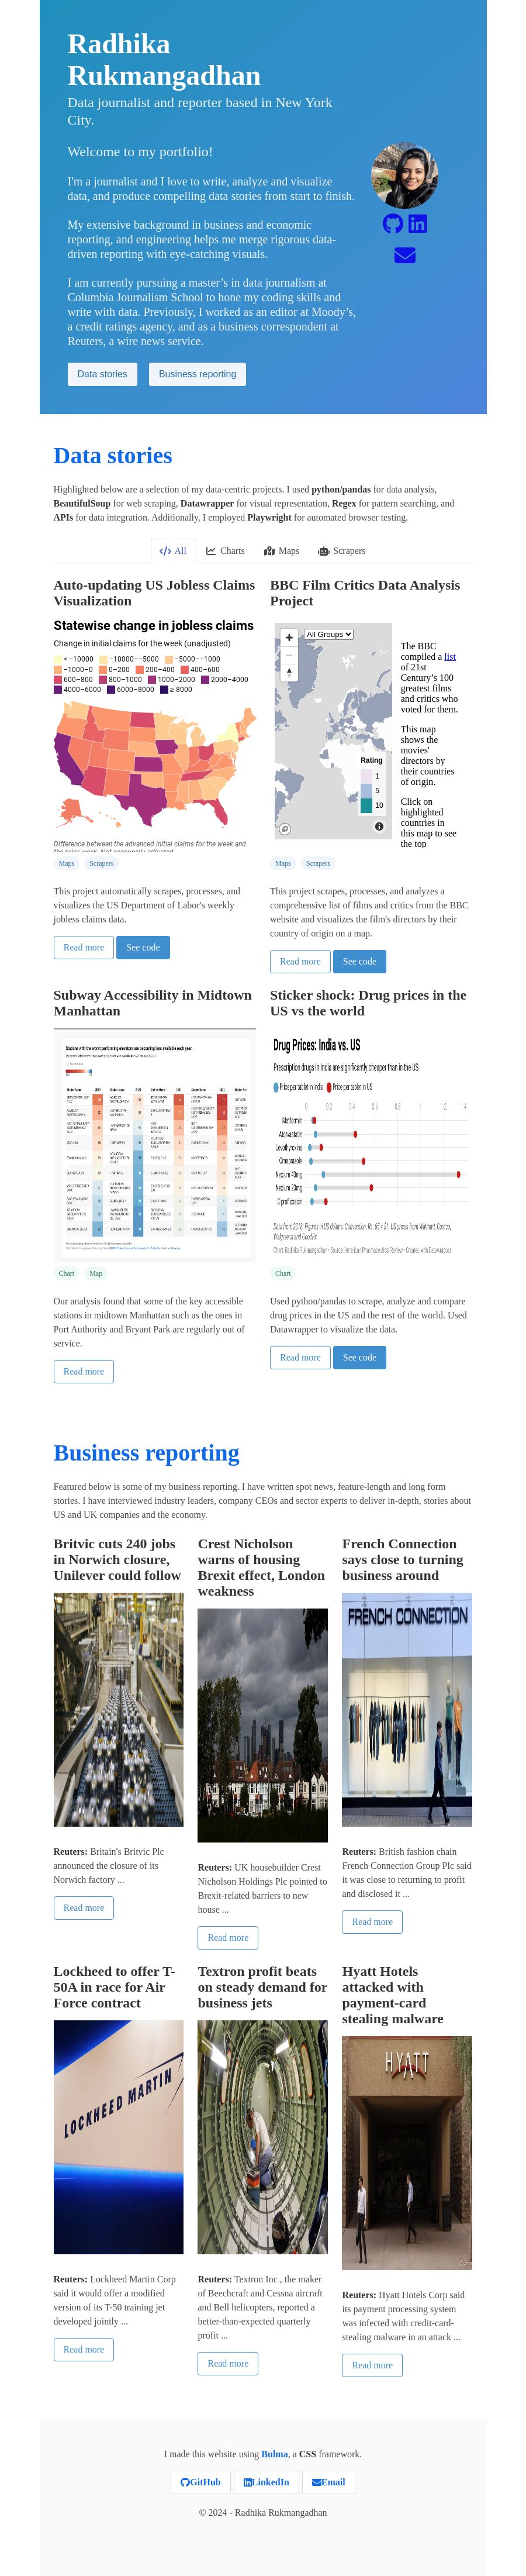 Radhika
Rukmangadhan
Data journalist and reporter based in New York
City.
Welcome to my portfolio!
I'm a journalist and I love to write, analyze and visualize
data, and produce compelling data stories from start to finish.
My extensive background in business and economic
reporting, and engineering helps me merge rigorous data-
driven reporting with eye-catching visuals.
I am currently pursuing a master’s in data journalism at
Columbia Journalism School to hone my coding skills and
write with data. Previously, I worked as an editor at Moody’s,
a credit ratings agency, and as a business correspondent at
Reuters, a wire news service.
Data stories
Business reporting
Data stories
Highlighted below are a selection of my data-centric projects. I used python/pandas for data analysis,
BeautifulSoup for web scraping, Datawrapper for visual representation, Regex for pattern searching, and
APIs for data integration. Additionally, I employed Playwright for automated browser testing.
All
Charts
Maps
Scrapers
Auto-updating US Jobless Claims
Visualization
Statewise change in jobless claims
Change in initial claims for the week (unadjusted)
< −10000 −10000–−5000 −5000–−1000
−1000–0 0–200 200–400 400–600
600–800 800–1000 1000–2000 2000–4000
4000–6000 6000–8000 ≥ 8000
Difference between the advanced initial claims for the week and
the prior week. Not seasonally adjusted.
Maps
Scrapers
This project automatically scrapes, processes, and
visualizes the US Department of Labor's weekly
jobless claims data.
Read more
See code
BBC Film Critics Data Analysis
Project
All Groups
Rating
1
5
10
The BBC
compiled a list
of 21st
Century’s 100
greatest films
and critics who
voted for them.
This map
shows the
movies'
directors by
their countries
of origin.
Click on
highlighted
countries in
this map to see
the top
Maps
Scrapers
This project scrapes, processes, and analyzes a
comprehensive list of films and critics from the BBC
website and visualizes the film's directors by their
country of origin on a map.
Read more
See code
Subway Accessibility in Midtown
Manhattan
Stations with the worst performing elevators are becoming less available each year.
Chart
Map
Our analysis found that some of the key accessible
stations in midtown Manhattan such as the ones in
Port Authority and Bryant Park are regularly out of
service.
Read more
Sticker shock: Drug prices in the
US vs the world
Drug Prices: India vs. US
Prescription drugs prices in India are significantly cheaper than in the US
Price per tablet in India Price per tablet in US
0 0.2 0.4 0.6 0.8 1 1.2 1.4
Metformin
Atorvastatin
Levothyroxine
Omeprazole
Nexium 40mg
Nexium 20mg
Ciprofloxacin
Data from 2013. Figures in US dollars. Conversion: Rs. 65 = $1. US prices from Walmart, Costco,
Walgreens and GoodRx.
Chart: Radhika Rukmangadhan • Source: American Pharmaceutical Review • Created with Datawrapper
Chart
Used python/pandas to scrape, analyze and compare
drug prices in the US and the rest of the world. Used
Datawrapper to visualize the data.
Read more
See code
Business reporting
Featured below is some of my business reporting. I have written spot news, feature-length and long form
stories. I have interviewed industry leaders, company CEOs and sector experts to deliver in-depth, stories about
US and UK companies and the economy.
Britvic cuts 240 jobs
in Norwich closure,
Unilever could follow
Reuters: Britain's Britvic Plc
announced the closure of its
Norwich factory ...
Read more
Crest Nicholson
warns of housing
Brexit effect, London
weakness
Reuters: UK housebuilder Crest
Nicholson Holdings Plc pointed to
Brexit-related barriers to new
house ...
Read more
French Connection
says close to turning
business around
FRENCH CONNECTION
Reuters: British fashion chain
French Connection Group Plc said
it was close to returning to profit
and disclosed it ...
Read more
Lockheed to offer T-
50A in race for Air
Force contract
LOCKHEED MARTIN
Reuters: Lockheed Martin Corp
said it would offer a modified
version of its T-50 training jet
developed jointly ...
Read more
Textron profit beats
on steady demand for
business jets
Reuters: Textron Inc , the maker
of Beechcraft and Cessna aircraft
and Bell helicopters, reported a
better-than-expected quarterly
profit ...
Read more
Hyatt Hotels
attacked with
payment-card
stealing malware
HYATT
Reuters: Hyatt Hotels Corp said
its payment processing system
was infected with credit-card-
stealing malware in an attack ...
Read more
I made this website using Bulma, a CSS framework.
GitHub
LinkedIn
Email
© 2024 - Radhika Rukmangadhan